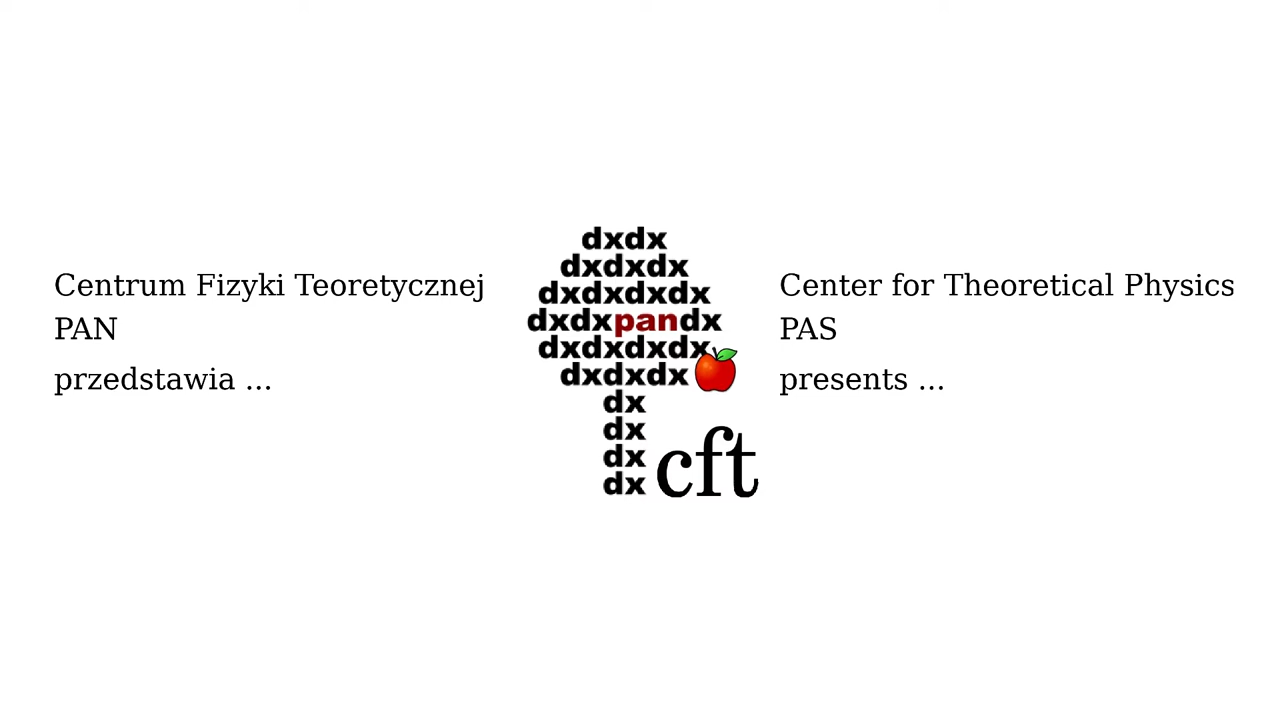 Centrum Fizyki Teoretycznej
PAN
przedstawia ...
dxdx
dxdxdx
dxdxdxdx
dxdxpandx
dxdxdxdx
dxdxdx
dx
dx
dx
dx
cft
Center for Theoretical Physics
PAS
presents ...